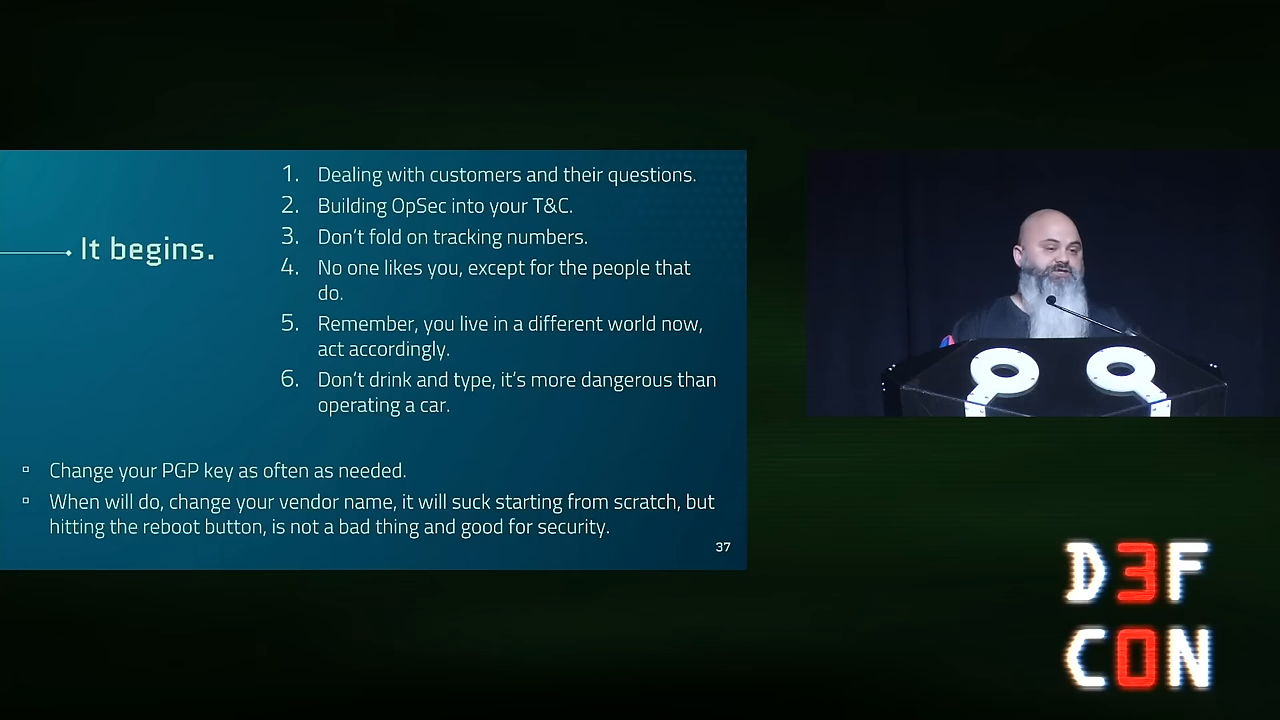 It begins.
1. Dealing with customers and their questions.
2. Building OpSec into your T&C.
3. Don't fold on tracking numbers.
4. No one likes you, except for the people that
do.
5. Remember, you live in a different world now,
act accordingly.
6. Don't drink and type, it's more dangerous than
operating a car.
▫ Change your PGP key as often as needed.
▫ When will do, change your vendor name, it will suck starting from scratch, but
hitting the reboot button, is not a bad thing and good for security.
37
D3F
C0N